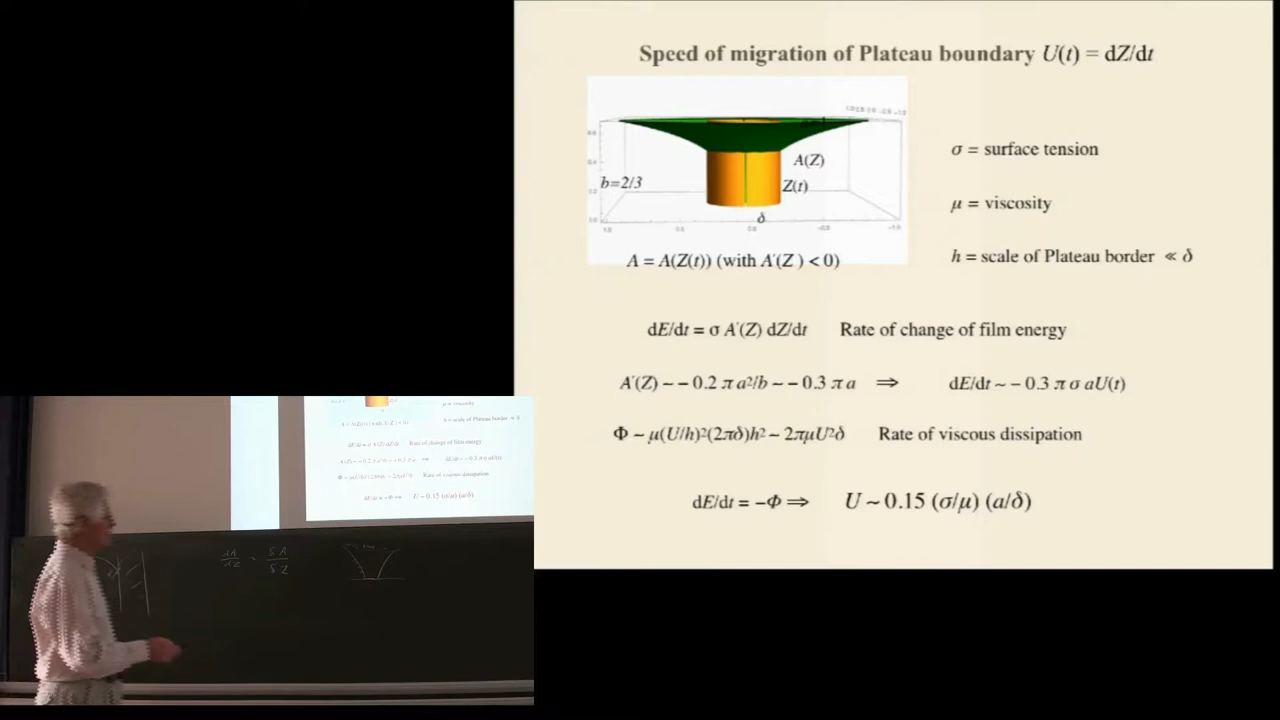 Speed of migration of Plateau boundary U(t) = dZ/dt
A(Z)
b=2/3
Z(t)
δ
A = A(Z(t)) (with A′(Z ) < 0)
σ = surface tension
μ = viscosity
h = scale of Plateau border ≪ δ
dE/dt = σ A′(Z) dZ/dt Rate of change of film energy
A′(Z) ~ − 0.2 π a²/b ~ − 0.3 π a ⇒ dE/dt ~ − 0.3 π σ aU(t)
Φ ~ μ(U/h)²(2πδ)h² ~ 2πμU²δ Rate of viscous dissipation
dE/dt = −Φ ⇒ U ~ 0.15 (σ/μ) (a/δ)